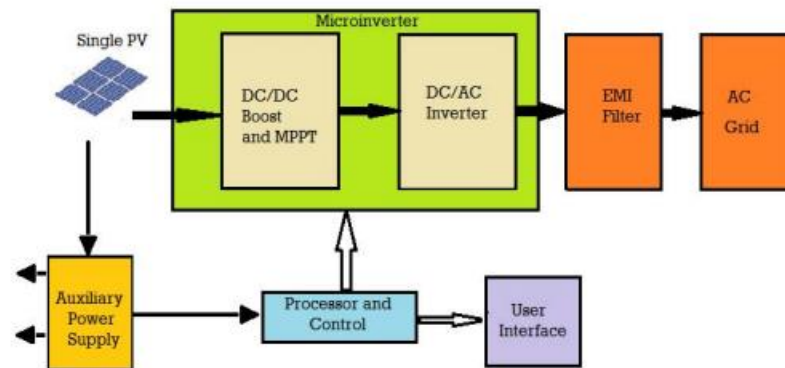 Microinverter
Single PV
DC/DC
Boost
and MPPT
DC/AC
Inverter
EMI
Filter
AC
Grid
Auxiliary
Power
Supply
Processor and
Control
User
Interface